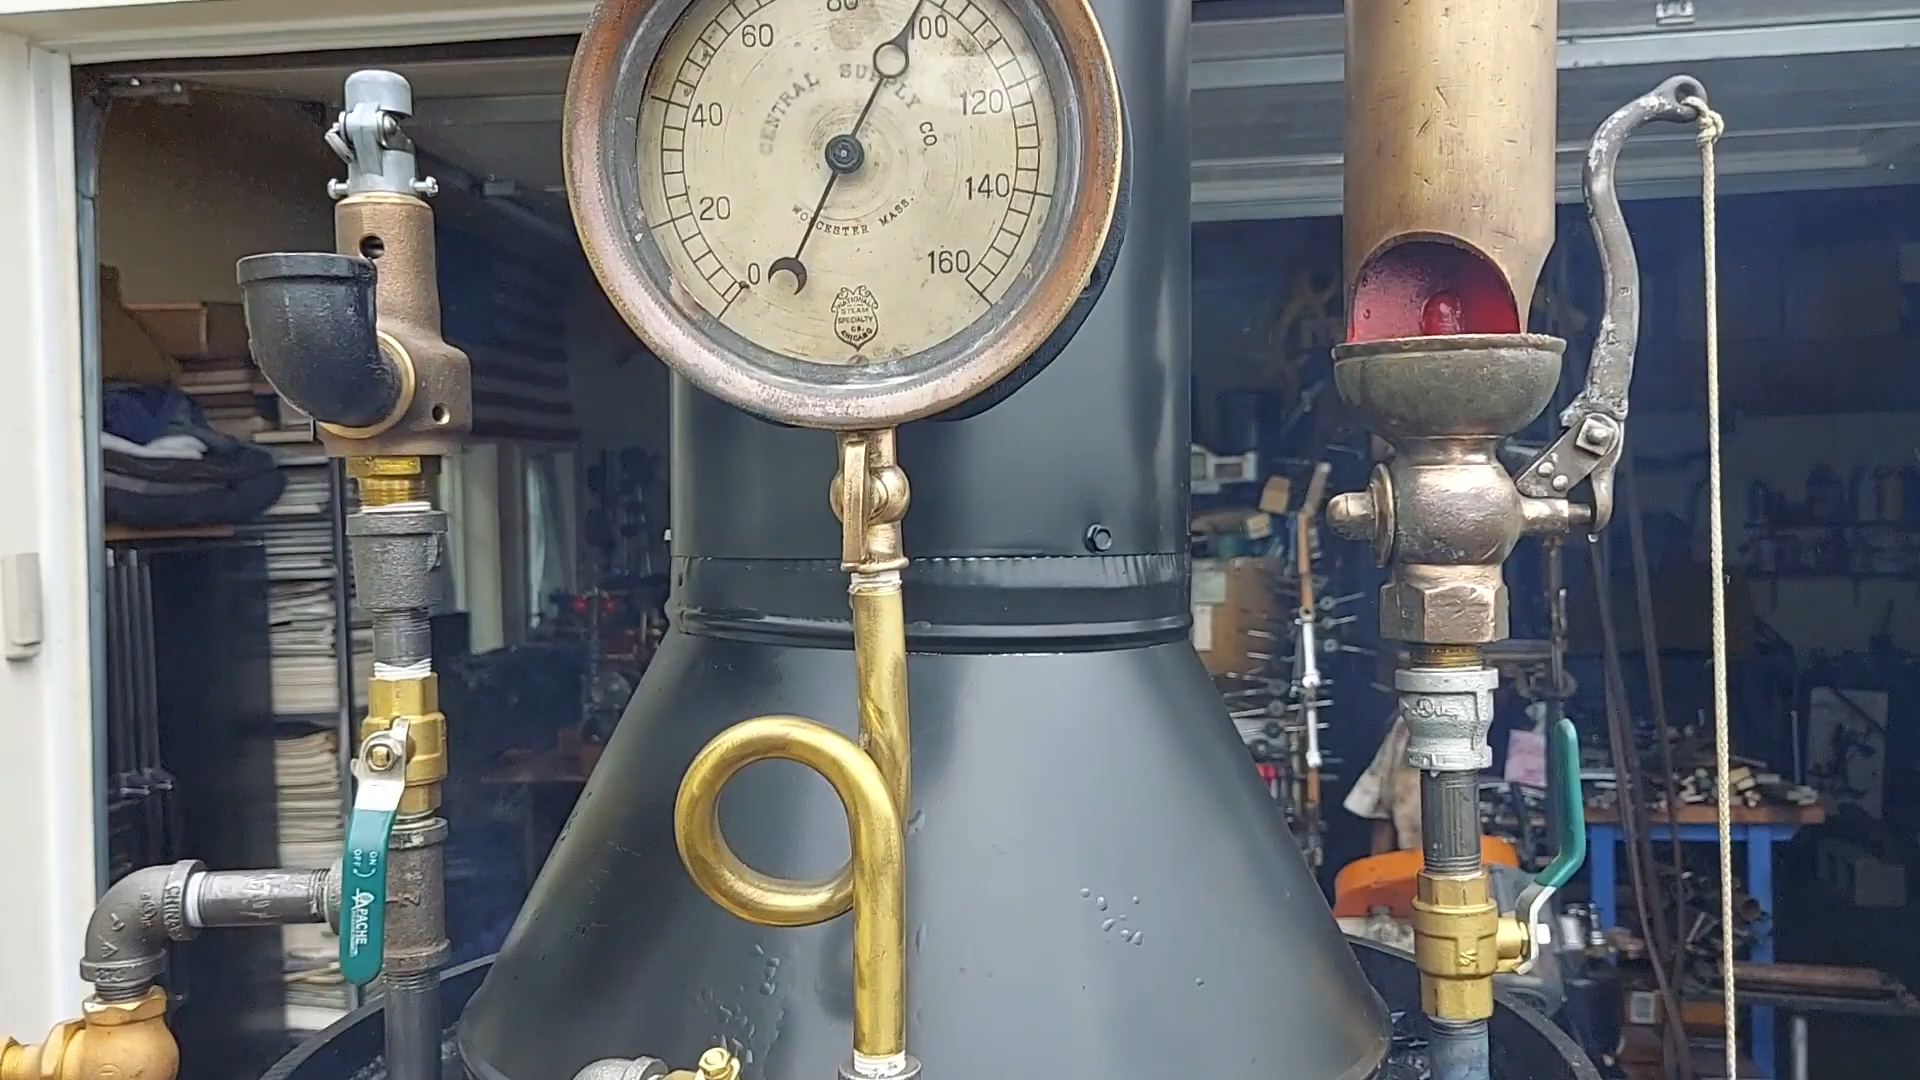 80
60
100
CENTRAL SUPPLY CO.
40
120
140
20
WORCESTER MASS.
0
160
NATIONAL
STEAM
SPECIALTY
CO.
CHICAGO
ON
OFF
APACHE
CHINA